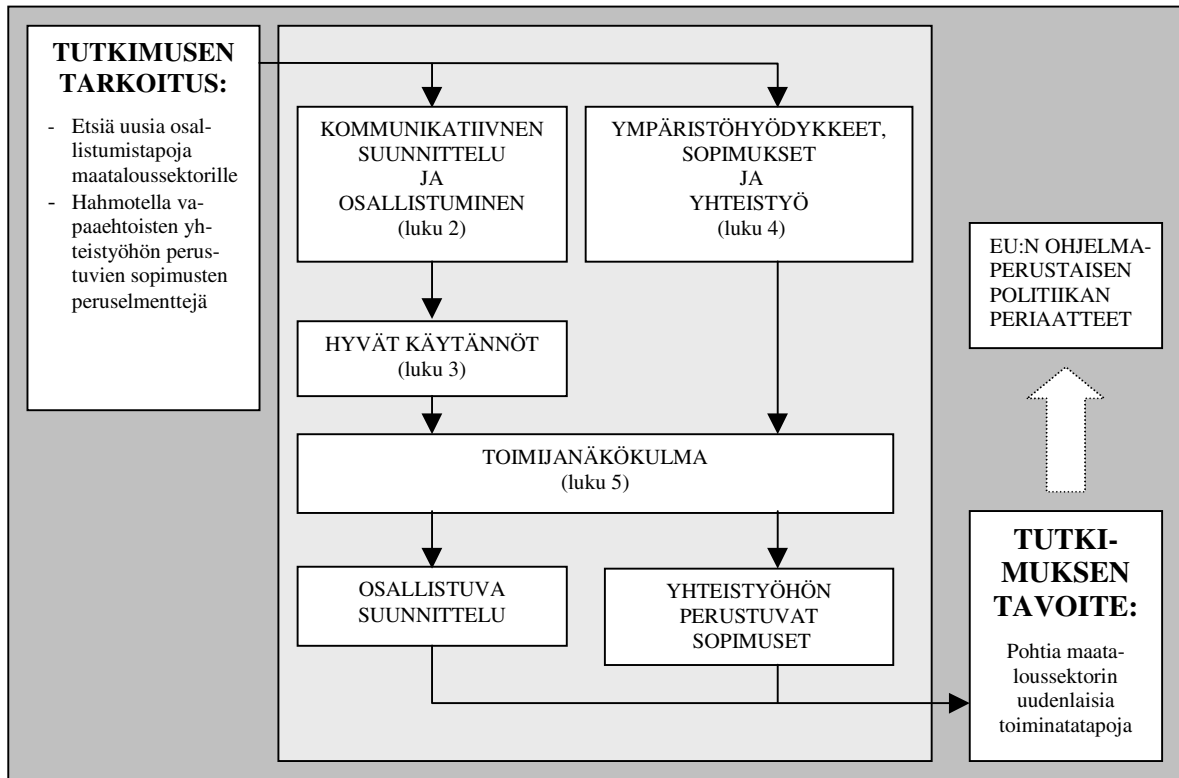 TUTKIMUSEN
TARKOITUS:
- Etsiä uusia osal-
listumistapoja
maataloussektorille
- Hahmotella va-
paaehtoisten yh-
teistyöhön perus-
tuvien sopimusten
peruselmenttejä
KOMMUNIKATIIVNEN
SUUNNITTELU
JA
OSALLISTUMINEN
(luku 2)
YMPÄRISTÖHYÖDYKKEET,
SOPIMUKSET
JA
YHTEISTYÖ
(luku 4)
HYVÄT KÄYTÄNNÖT
(luku 3)
TOIMIJANÄKÖKULMA
(luku 5)
OSALLISTUVA
SUUNNITTELU
YHTEISTYÖHÖN
PERUSTUVAT
SOPIMUSET
EU:N OHJELMA-
PERUSTAISEN
POLITIIKAN
PERIAATTEET
TUTKI-
MUKSEN
TAVOITE:
Pohtia maata-
loussektorin
uudenlaisia
toiminatatapoja